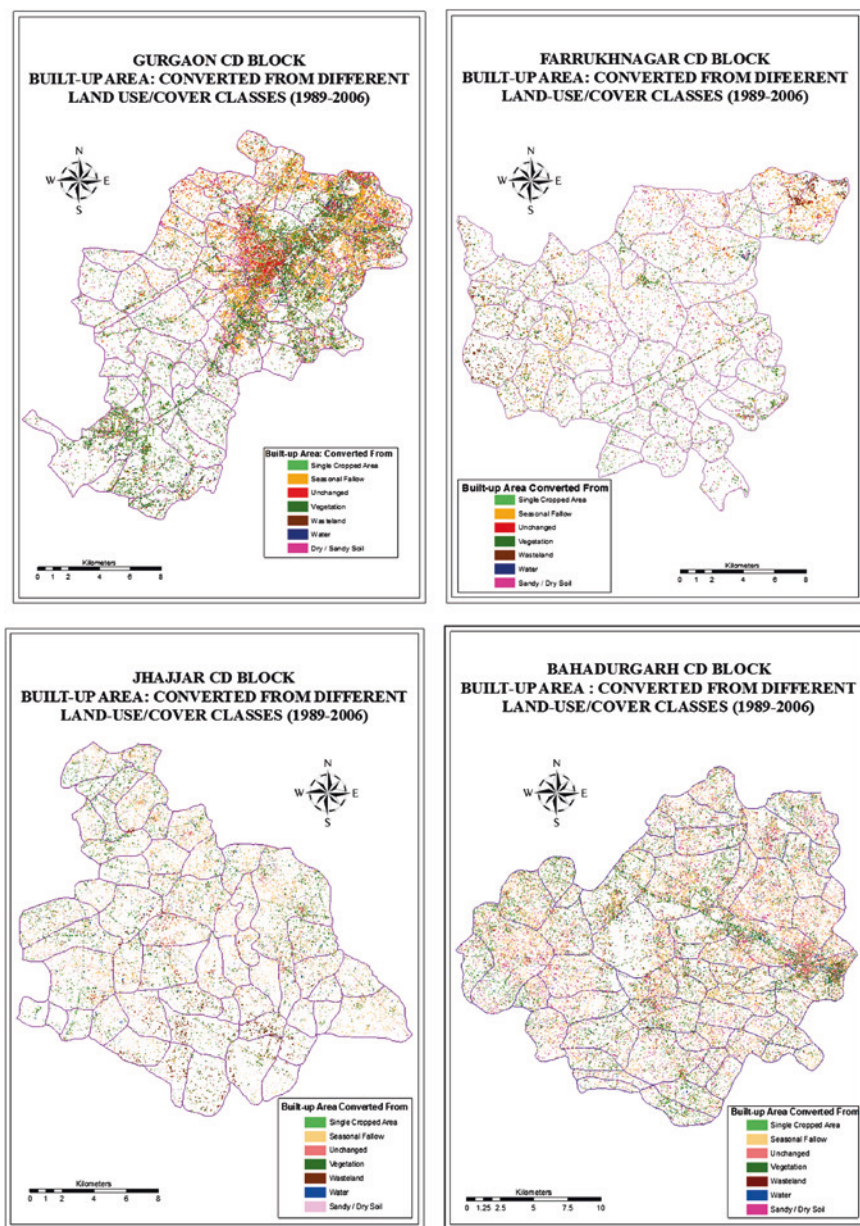 GURGAON CD BLOCK
BUILT-UP AREA: CONVERTED FROM DIFFERENT
LAND USE/COVER CLASSES (1989-2006)
N
W E
S
Built-up Area: Converted From
Single Cropped Area
Seasonal Fallow
Unchanged
Vegetation
Wasteland
Water
Dry / Sandy Soil
Kilometers
0 1 2 4 6 8
FARRUKHNAGAR CD BLOCK
BUILT-UP AREA: CONVERTED FROM DIFEERENT
LAND-USE/COVER CLASSES (1989-2006)
N
W E
S
Built-up Area Converted From
Single Cropped Area
Seasonal Fallow
Unchanged
Vegetation
Wasteland
Water
Sandy / Dry Soil
Kilometers
0 1 2 4 6 8
JHAJJAR CD BLOCK
BUILT-UP AREA: CONVERTED FROM DIFFERENT
LAND-USE/COVER CLASSES (1989-2006)
N
W E
S
Built-up Area Converted From
Single Cropped Area
Seasonal Fallow
Unchanged
Vegetation
Wasteland
Water
Sandy / Dry Soil
Kilometers
0 1 2 4 6 8
BAHADURGARH CD BLOCK
BUILT-UP AREA : CONVERTED FROM DIFFERENT
LAND-USE/COVER CLASSES (1989-2006)
N
W E
S
Built-up Area Converted From
Single Cropped Area
Seasonal Fallow
Unchanged
Vegetation
Wasteland
Water
Sandy / Dry Soil
Kilometers
0 1.25 2.5 5 7.5 10